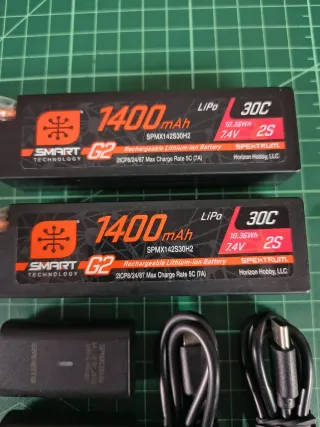 1400mAh
LiPo
30C
SPMX142S30H2
10.36Wh
7.4V 2S
SMART
TECHNOLOGY
G2
Rechargeable Lithium-ion Battery
SPEKTRUM
2ICP8/24/87 Max Charge Rate 5C (7A)
Horizon Hobby, LLC
1400mAh
LiPo
30C
SPMX142S30H2
10.36Wh
7.4V 2S
SMART
TECHNOLOGY
G2
Rechargeable Lithium-ion Battery
SPEKTRUM
2ICP8/24/87 Max Charge Rate 5C (7A)
Horizon Hobby, LLC